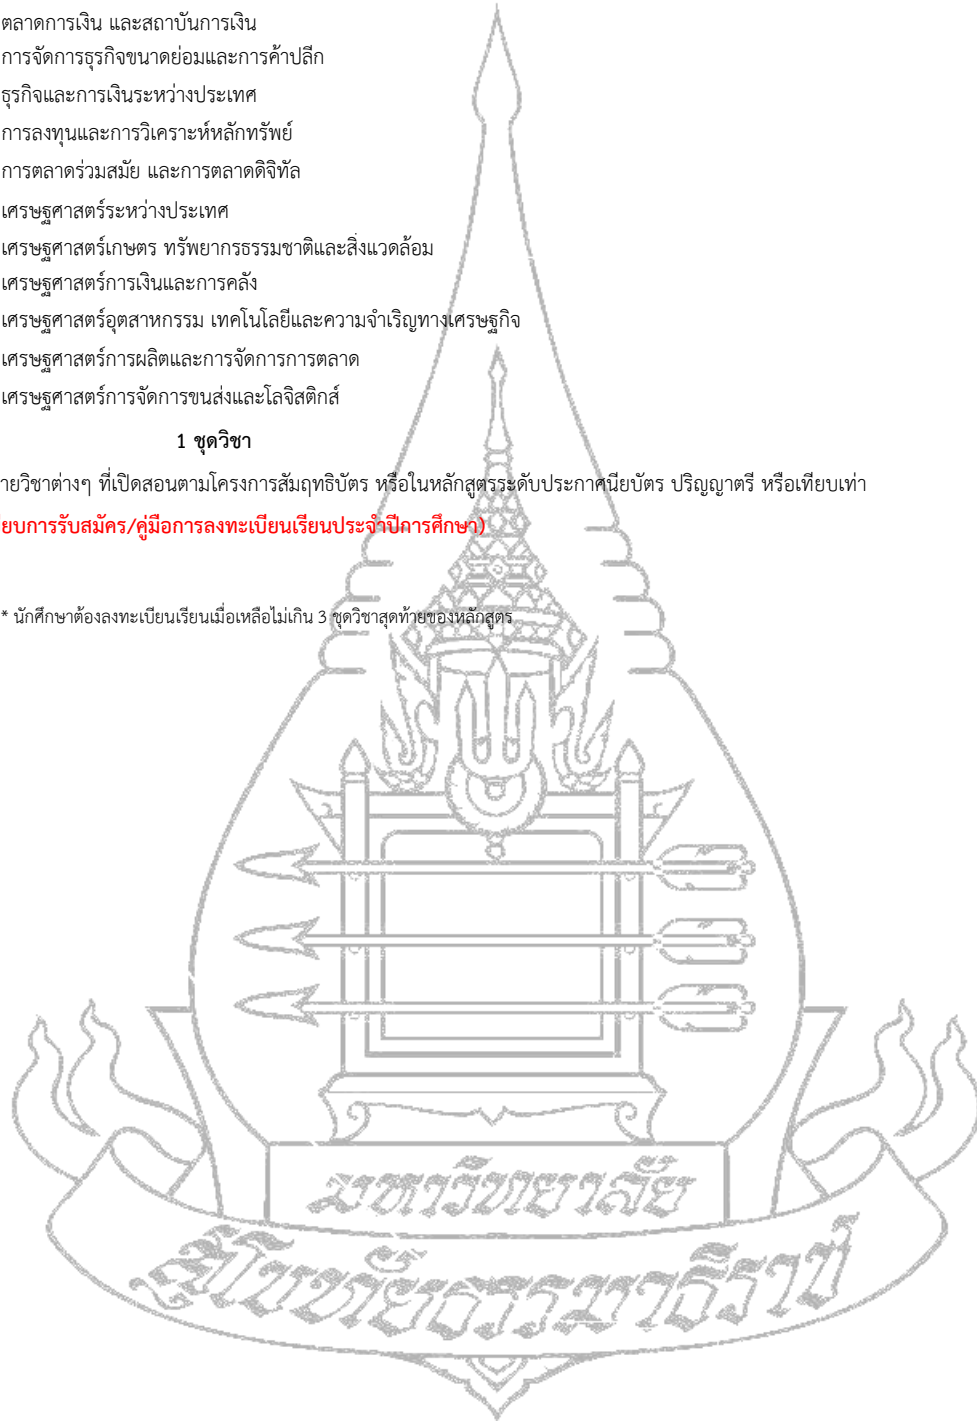 ตลาดการเงิน และสถาบันการเงิน
การจัดการธุรกิจขนาดย่อมและการค้าปลีก
ธุรกิจและการเงินระหว่างประเทศ
การลงทุนและการวิเคราะห์หลักทรัพย์
การตลาดร่วมสมัย และการตลาดดิจิทัล
เศรษฐศาสตร์ระหว่างประเทศ
เศรษฐศาสตร์เกษตร ทรัพยากรธรรมชาติและสิ่งแวดล้อม
เศรษฐศาสตร์การเงินและการคลัง
เศรษฐศาสตร์อุตสาหกรรม เทคโนโลยีและความจำเริญทางเศรษฐกิจ
เศรษฐศาสตร์การผลิตและการจัดการการตลาด
เศรษฐศาสตร์การจัดการขนส่งและโลจิสติกส์
1 ชุดวิชา
ายวิชาต่างๆ ที่เปิดสอนตามโครงการสัมฤทธิบัตร หรือในหลักสูตรระดับประกาศนียบัตร ปริญญาตรี หรือเทียบเท่า
ยบการรับสมัคร/คู่มือการลงทะเบียนเรียนประจำปีการศึกษา)
* นักศึกษาต้องลงทะเบียนเรียนเมื่อเหลือไม่เกิน 3 ชุดวิชาสุดท้ายของหลักสูตร
มหาวิทยาลัย
สุโขทัยธรรมาธิราช